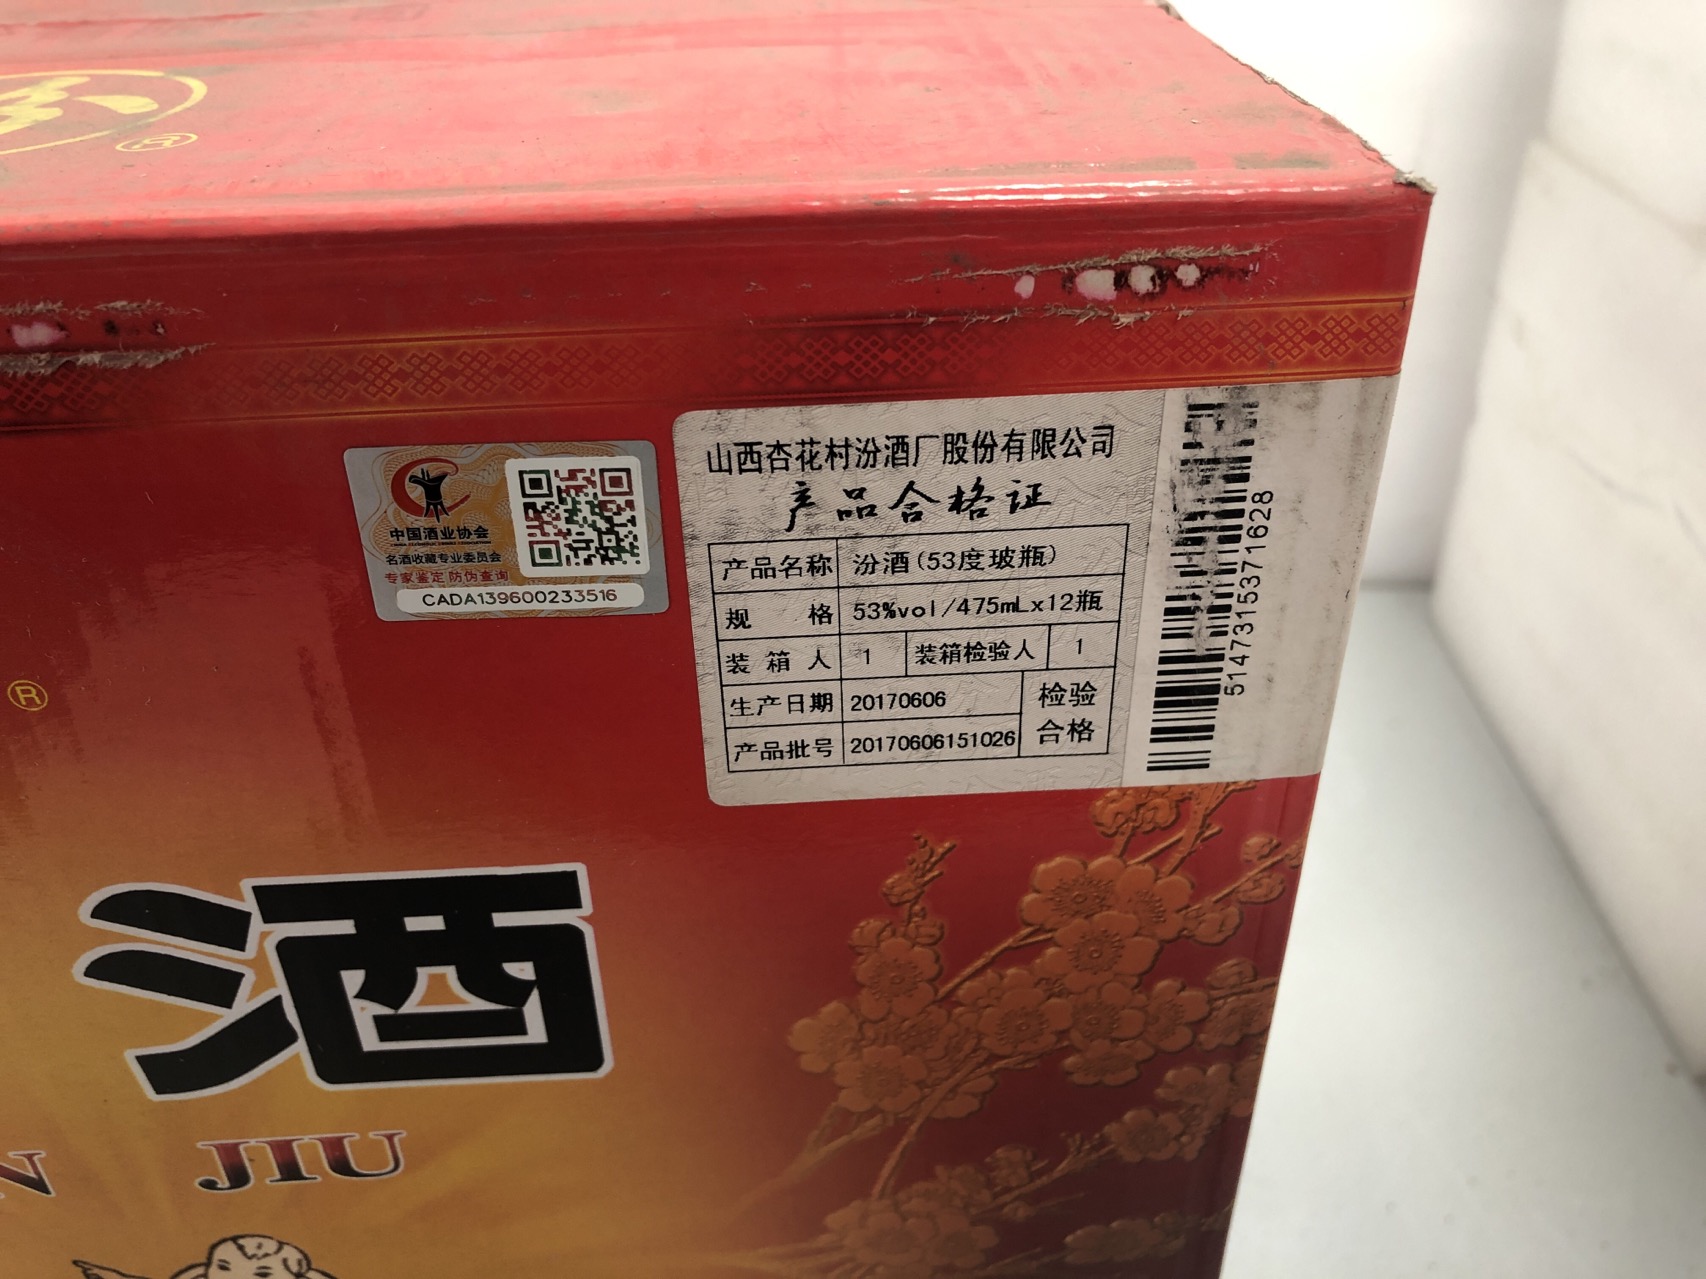 ®
中国酒业协会
名酒收藏专业委员会
专家鉴定 防伪查询
CADA139600233516
山西杏花村汾酒厂股份有限公司
产品合格证
产品名称 汾酒(53度玻瓶)
规 格 53%vol/475mLx12瓶
装 箱 人 1 装箱检验人 1
生产日期 20170606 检验
产品批号 20170606151026 合格
5147315371628
®
酒
N JIU